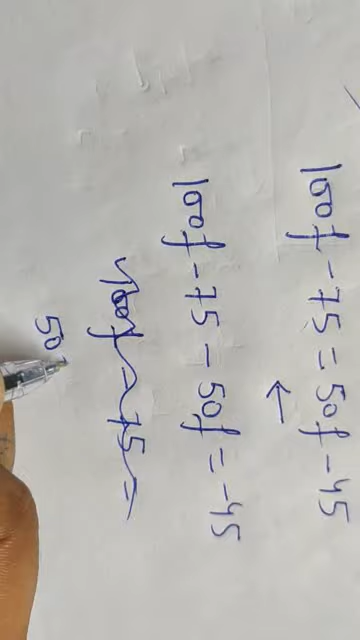 100f - 75 = 50f - 45
←
100f - 75 - 50f = -45
100f - 75 =
50